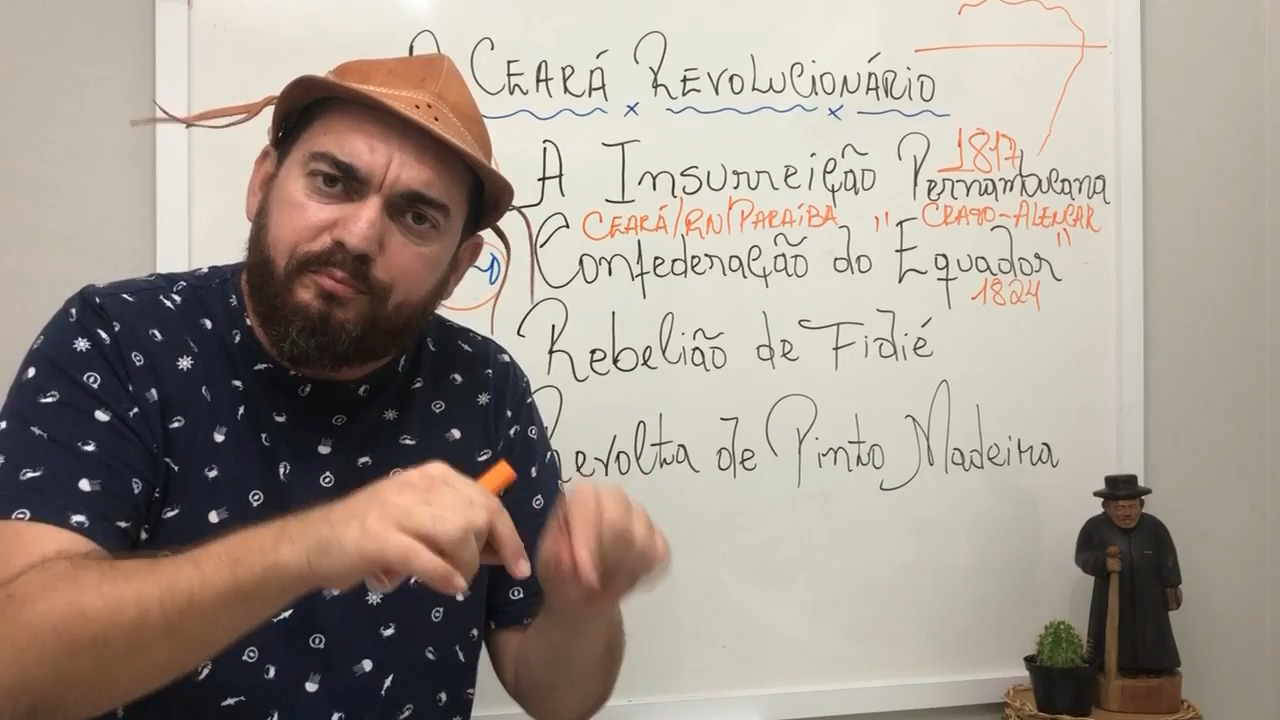 O Ceará Revolucionário
A Insurreição Pernambucana
1817
Ceará/RN/Paraíba " Crato-Alencar "
Confederação do Equador
1824
Rebelião de Fidié
Revolta de Pinto Madeira